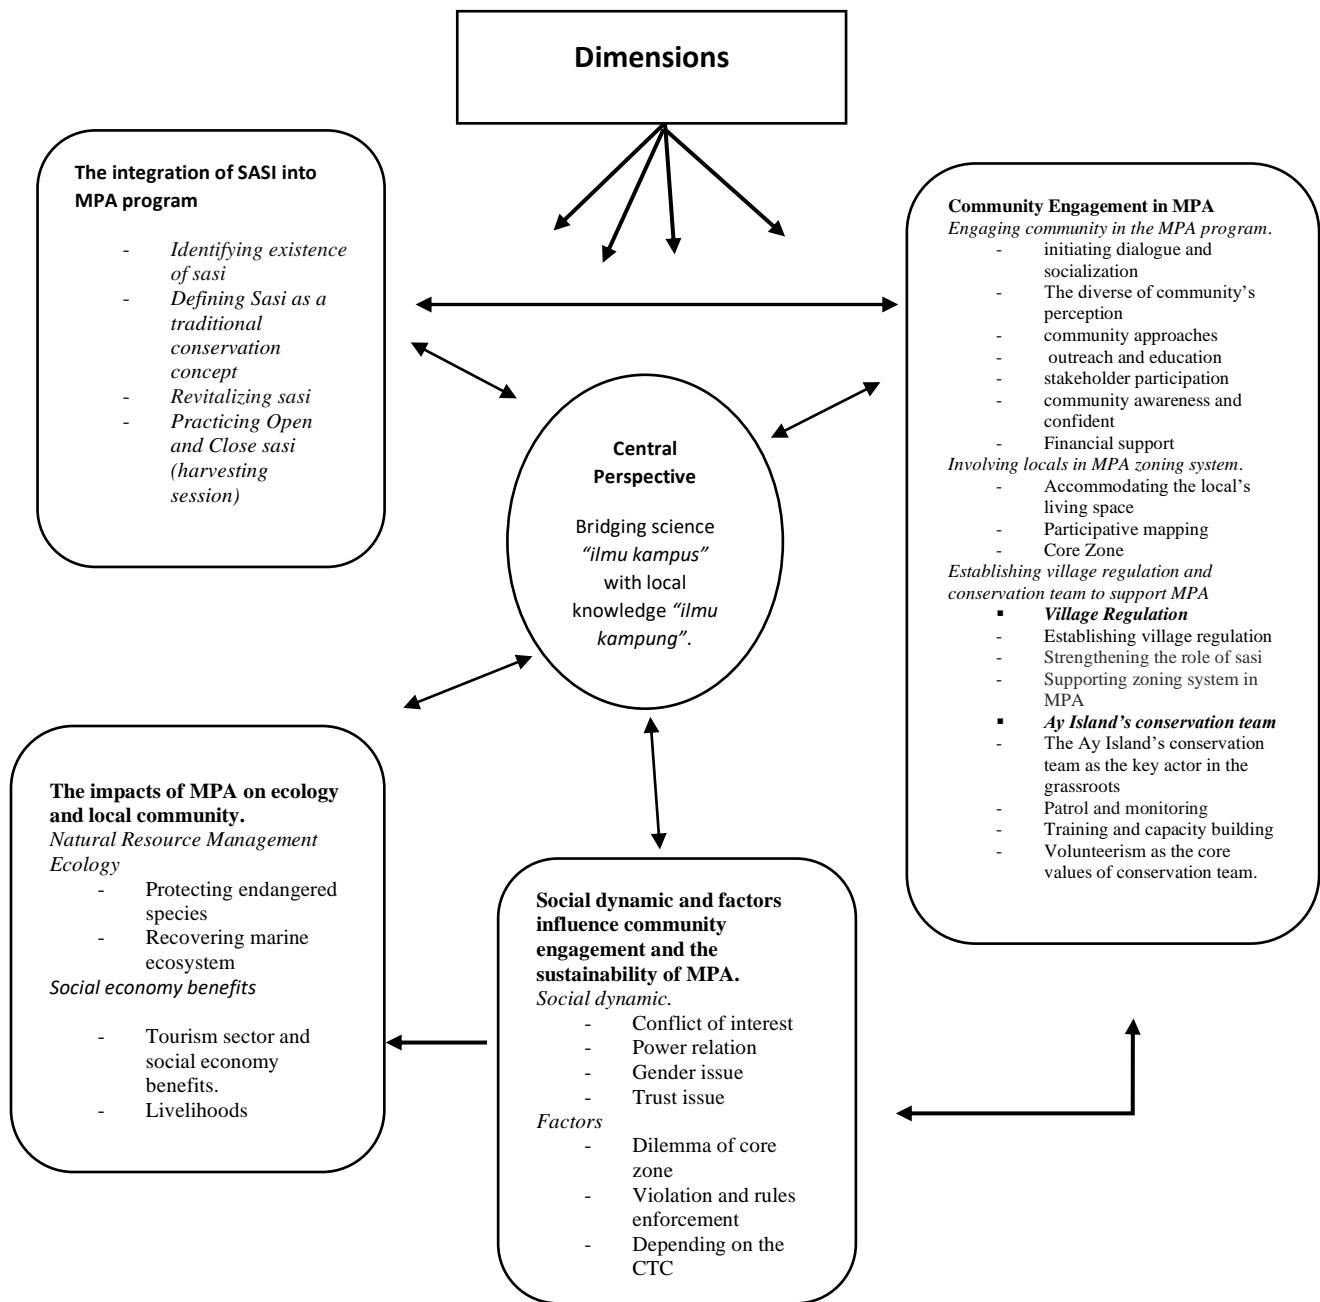 Dimensions
The integration of SASI into
MPA program
- Identifying existence
of sasi
- Defining Sasi as a
traditional
conservation
concept
- Revitalizing sasi
- Practicing Open
and Close sasi
(harvesting
session)
Community Engagement in MPA
Engaging community in the MPA program.
- initiating dialogue and
socialization
- The diverse of community's
perception
- community approaches
- outreach and education
- stakeholder participation
- community awareness and
confident
- Financial support
Involving locals in MPA zoning system.
- Accommodating the local's
living space
- Participative mapping
- Core Zone
Establishing village regulation and
conservation team to support MPA
▪ Village Regulation
- Establishing village regulation
- Strengthening the role of sasi
- Supporting zoning system in
MPA
▪ Ay Island's conservation team
- The Ay Island's conservation
team as the key actor in the
grassroots
- Patrol and monitoring
- Training and capacity building
- Volunteerism as the core
values of conservation team.
Central
Perspective
Bridging science
"ilmu kampus"
with local
knowledge "ilmu
kampung".
The impacts of MPA on ecology
and local community.
Natural Resource Management
Ecology
- Protecting endangered
species
- Recovering marine
ecosystem
Social economy benefits
- Tourism sector and
social economy
benefits.
- Livelihoods
Social dynamic and factors
influence community
engagement and the
sustainability of MPA.
Social dynamic.
- Conflict of interest
- Power relation
- Gender issue
- Trust issue
Factors
- Dilemma of core
zone
- Violation and rules
enforcement
- Depending on the
CTC